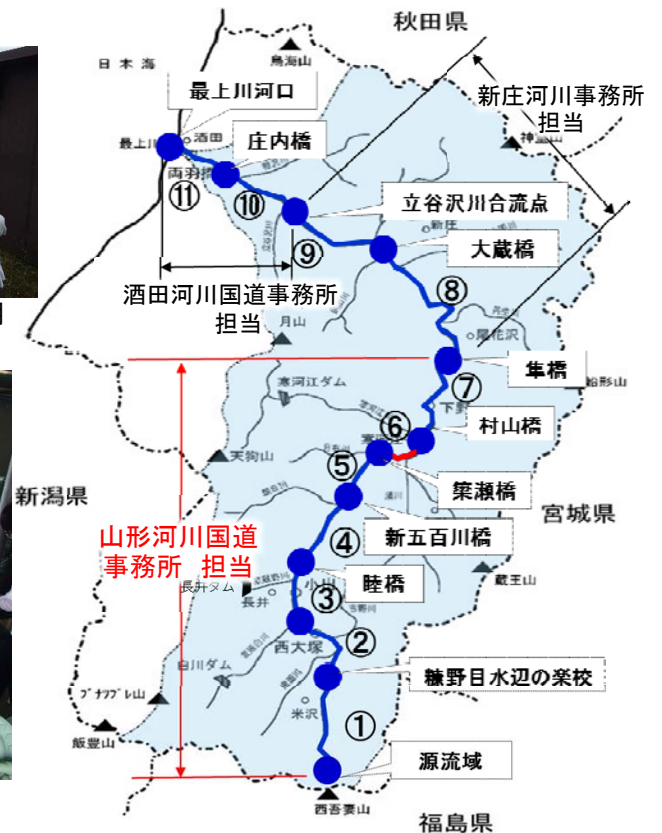 秋田県
鳥海山
日本海
新庄河川事務所
担当
最上川河口
酒田
最上川
庄内橋
両羽橋
⑪
⑩
立谷沢川合流点
⑨
新庄
大蔵橋
酒田河川国道事務所
担当
⑧
月山
尾花沢
隼橋
⑦
寒河江ダム
船形山
村山橋
⑥
天狗山
⑤
簗瀬橋
新潟県
宮城県
山形河川国道
事務所 担当
新五百川橋
④
蔵王山
睦橋
長井ダム
長井
③
②
西大塚
白川ダム
糠野目水辺の楽校
米沢
①
飯豊山
源流域
西吾妻山
福島県